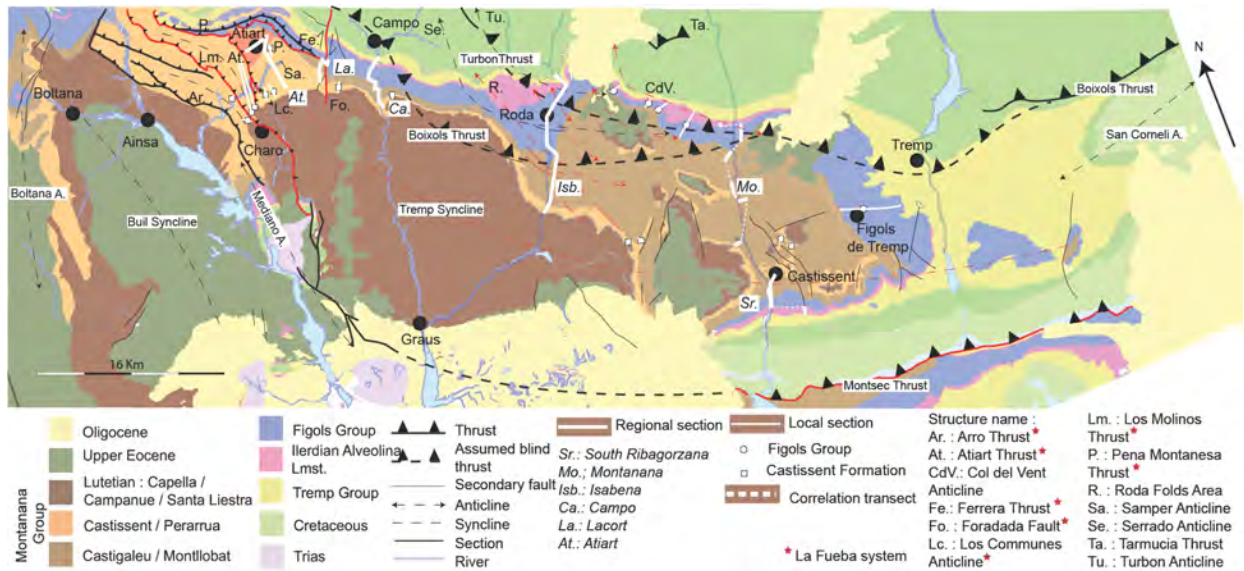 P.
Atiart
Fe.
Campo
Se.
Tu.
Ta.
N
Lm.
At.
P.
La.
Turbon Thrust
CdV.
Boltana
Sa.
At.
R.
Boixols Thrust
Ar.
Lc.
Fo.
Ca.
Roda
San Corneli A.
Ainsa
Charo
Boixols Thrust
Tremp
Boltana A.
Mediano A.
Isb.
Mo.
Buil Syncline
Tremp Syncline
Figols
de Tremp
Castissent
Sr.
Graus
16 Km
Montsec Thrust
Montanana
Group
Oligocene
Upper Eocene
Lutetian : Capella /
Campanue / Santa Liestra
Castissent / Perarrua
Castigaleu / Montllobat
Figols Group
Ilerdian Alveolina
Lmst.
Tremp Group
Cretaceous
Trias
Thrust
Assumed blind
thrust
Secondary fault
Anticline
Syncline
Section
River
Regional section
Sr.: South Ribagorzana
Mo.; Montanana
Isb.: Isabena
Ca.: Campo
La.: Lacort
At.: Atiart
Local section
Figols Group
Castissent Formation
Correlation transect
* La Fueba system
Structure name :
Ar. : Arro Thrust*
At. : Atiart Thrust*
CdV.: Col del Vent
Anticline
Fe.: Ferrera Thrust*
Fo. : Foradada Fault*
Lc. : Los Communes
Anticline*
Lm. : Los Molinos
Thrust*
P. : Pena Montanesa
Thrust*
R. : Roda Folds Area
Sa. : Samper Anticline
Se. : Serrado Anticline
Ta. : Tarmucia Thrust
Tu. : Turbon Anticline